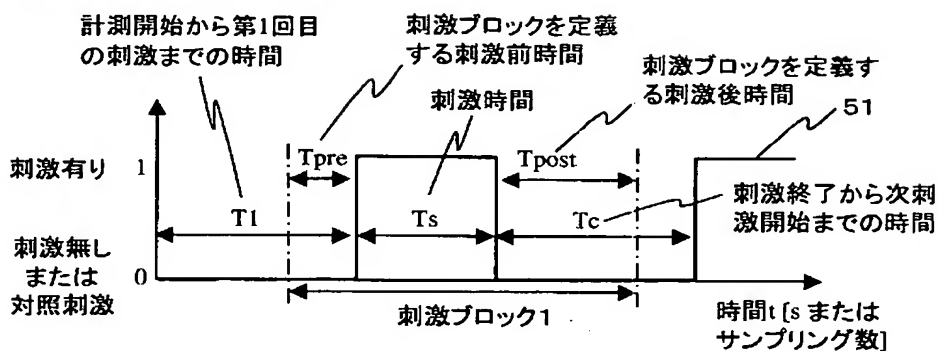 計測開始から第1回目
の刺激までの時間
刺激ブロックを定義
する刺激前時間
刺激時間
刺激ブロックを定義す
る刺激後時間
51
刺激有り
1
Tpre
Tpost
T1
Ts
Tc
刺激終了から次刺
激開始までの時間
刺激無し
または
対照刺激
0
刺激ブロック1
時間t [s または
サンプリング数]